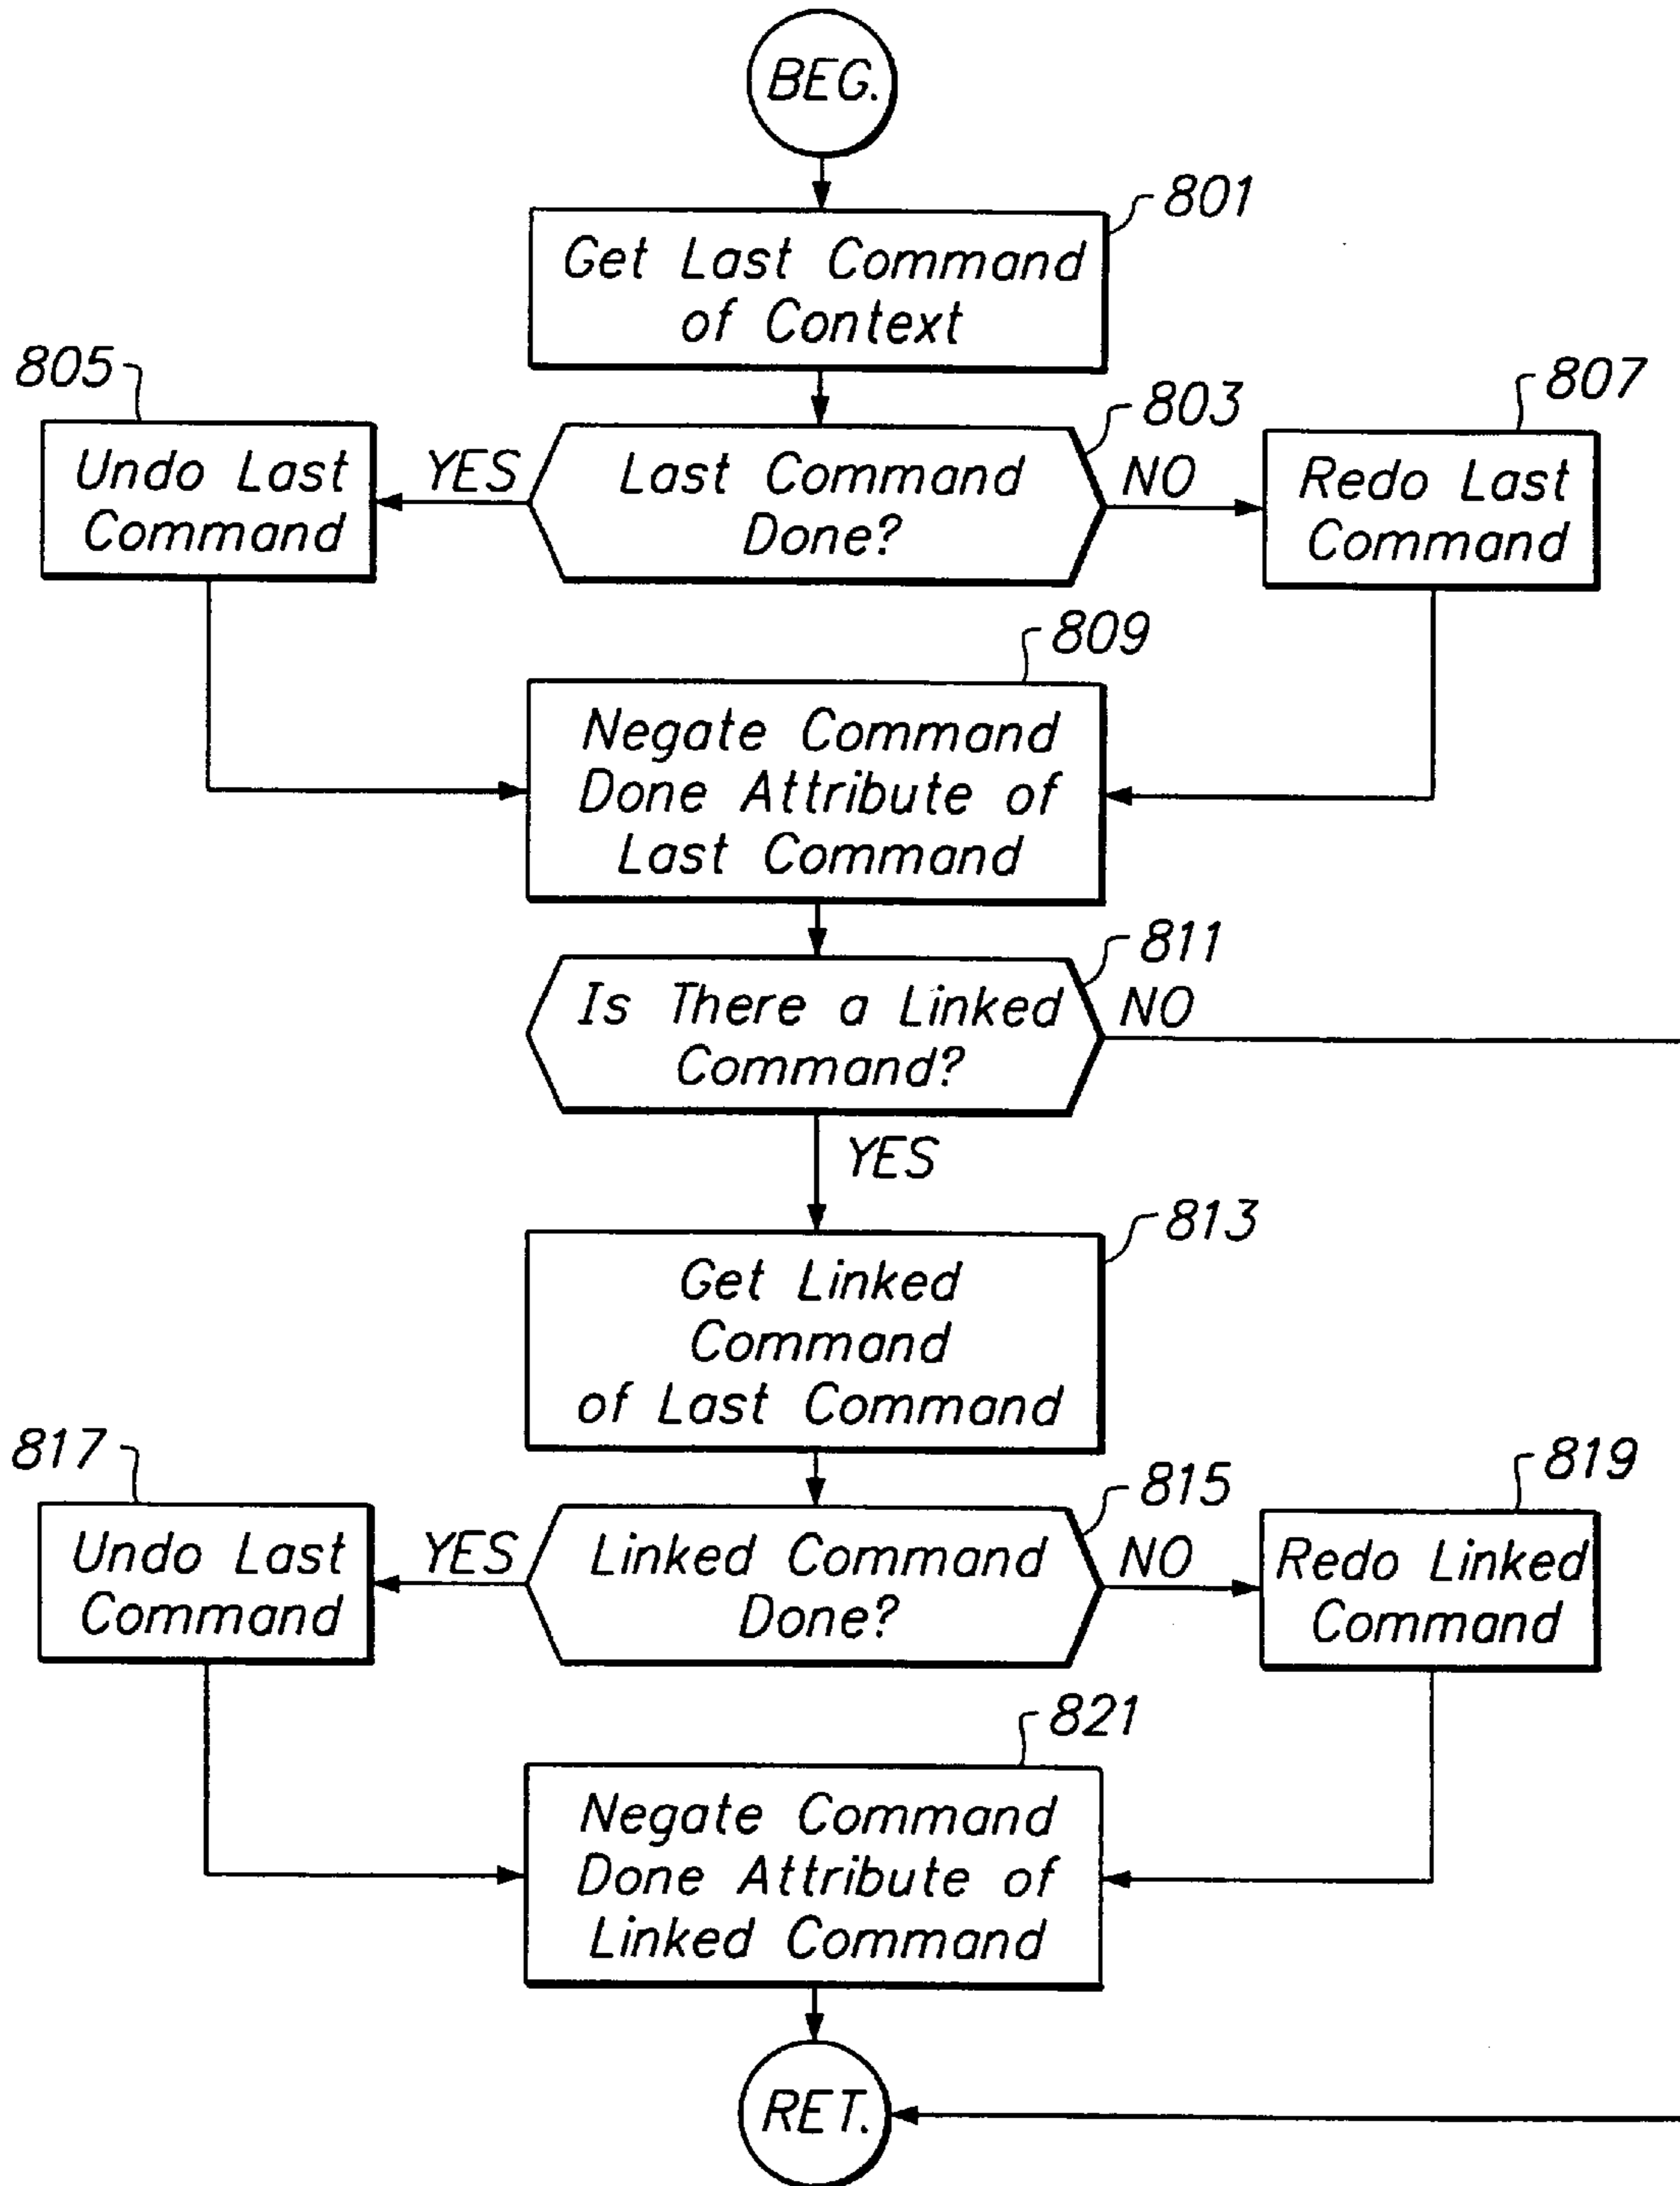 BEG.
801
Get Last Command
of Context
805
803
807
Undo Last
Command
YES
Last Command
Done?
NO
Redo Last
Command
809
Negate Command
Done Attribute of
Last Command
811
Is There a Linked
Command?
NO
YES
813
Get Linked
Command
of Last Command
817
815
819
Undo Last
Command
YES
Linked Command
Done?
NO
Redo Linked
Command
821
Negate Command
Done Attribute of
Linked Command
RET.